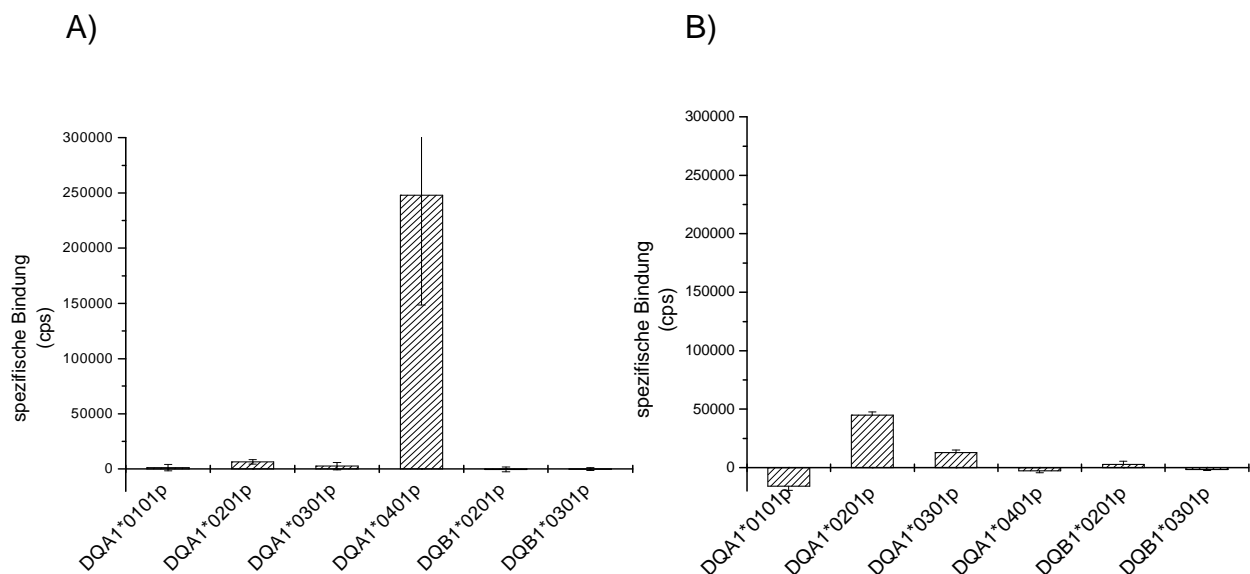 A)
300000
250000
200000
150000
100000
50000
0
spezifische Bindung
(cps)
DQA1*0101p
DQA1*0201p
DQA1*0301p
DQA1*0401p
DQB1*0201p
DQB1*0301p
B)
300000
250000
200000
150000
100000
50000
0
spezifische Bindung
(cps)
DQA1*0101p
DQA1*0201p
DQA1*0301p
DQA1*0401p
DQB1*0201p
DQB1*0301p